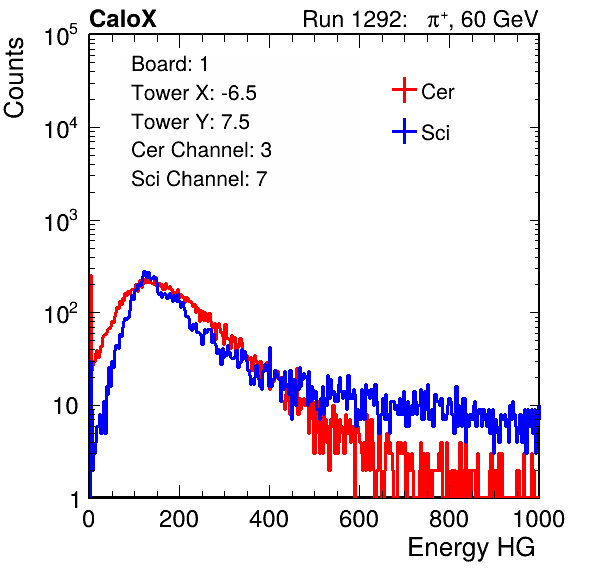 CaloX Run 1292: π⁺, 60 GeV
Counts
10⁵
10⁴
10³
10²
10
1
Board: 1
Tower X: -6.5
Tower Y: 7.5
Cer Channel: 3
Sci Channel: 7
Cer
Sci
0 200 400 600 800 1000
Energy HG